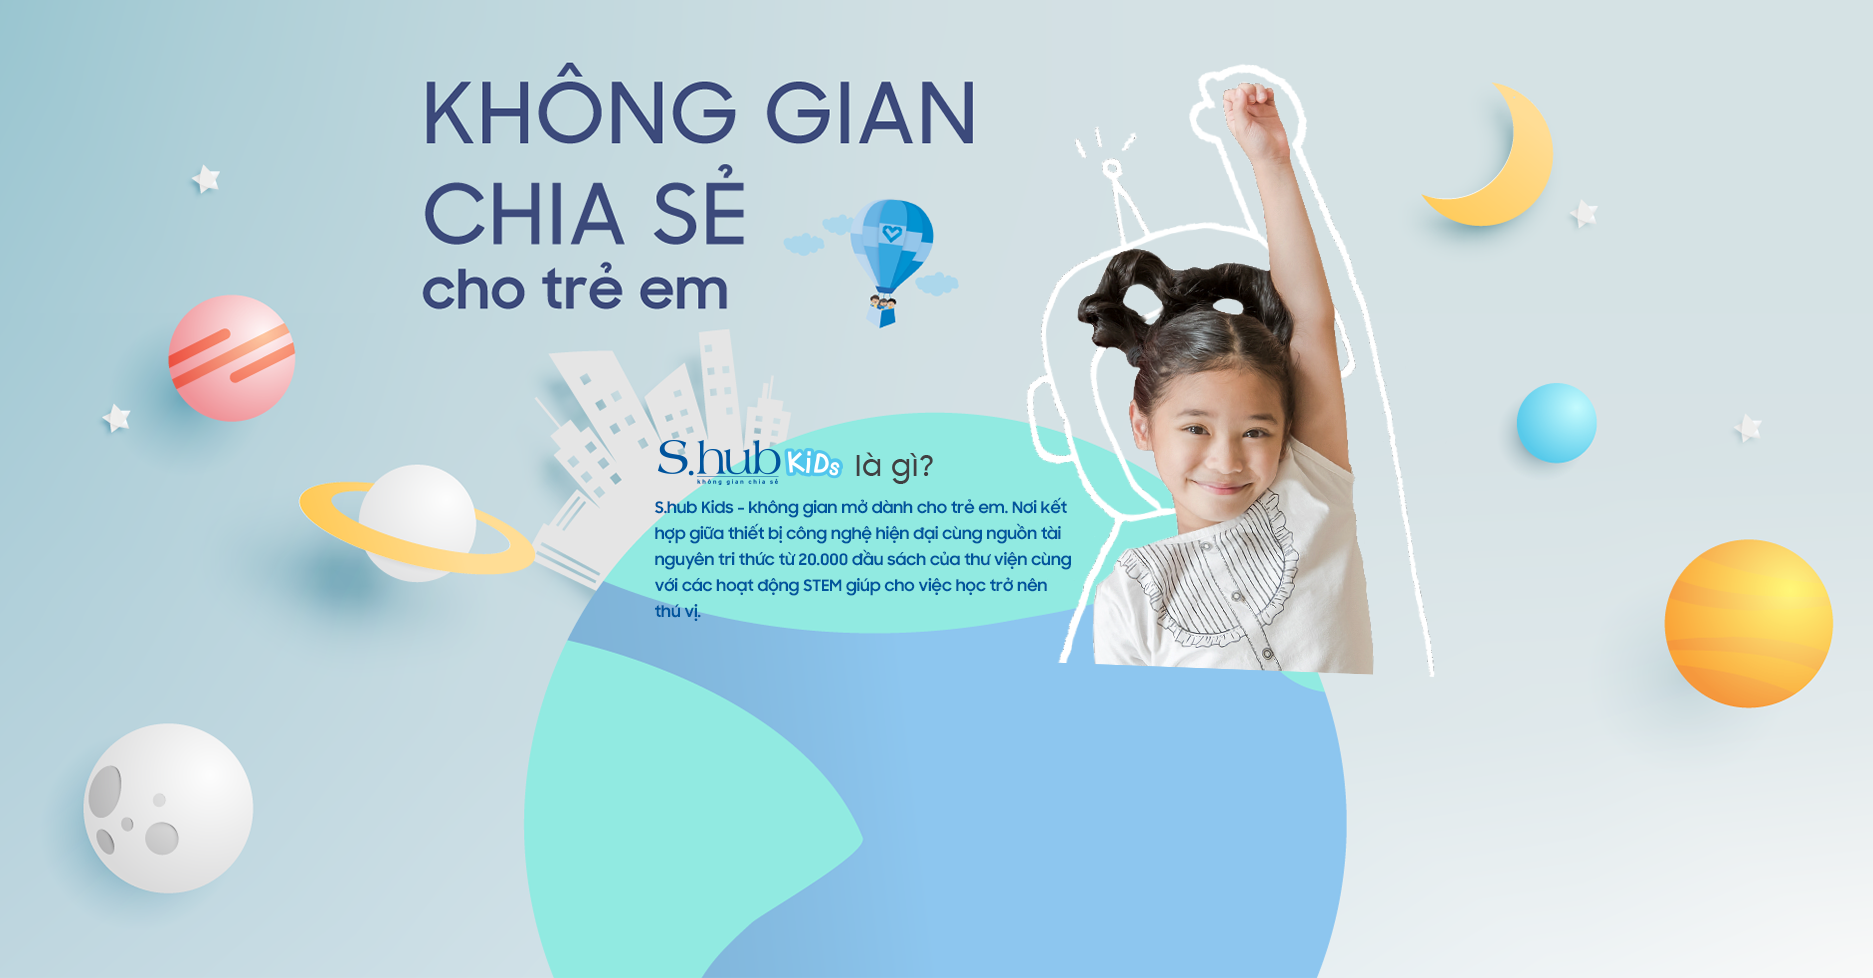 KHÔNG GIAN
CHIA SẺ
cho trẻ em
S.hub KiDs là gì?
không gian chia sẻ
S.hub Kids - không gian mở dành cho trẻ em. Nơi kết
hợp giữa thiết bị công nghệ hiện đại cùng nguồn tài
nguyên tri thức từ 20.000 đầu sách của thư viện cùng
với các hoạt động STEM giúp cho việc học trở nên
thú vị.